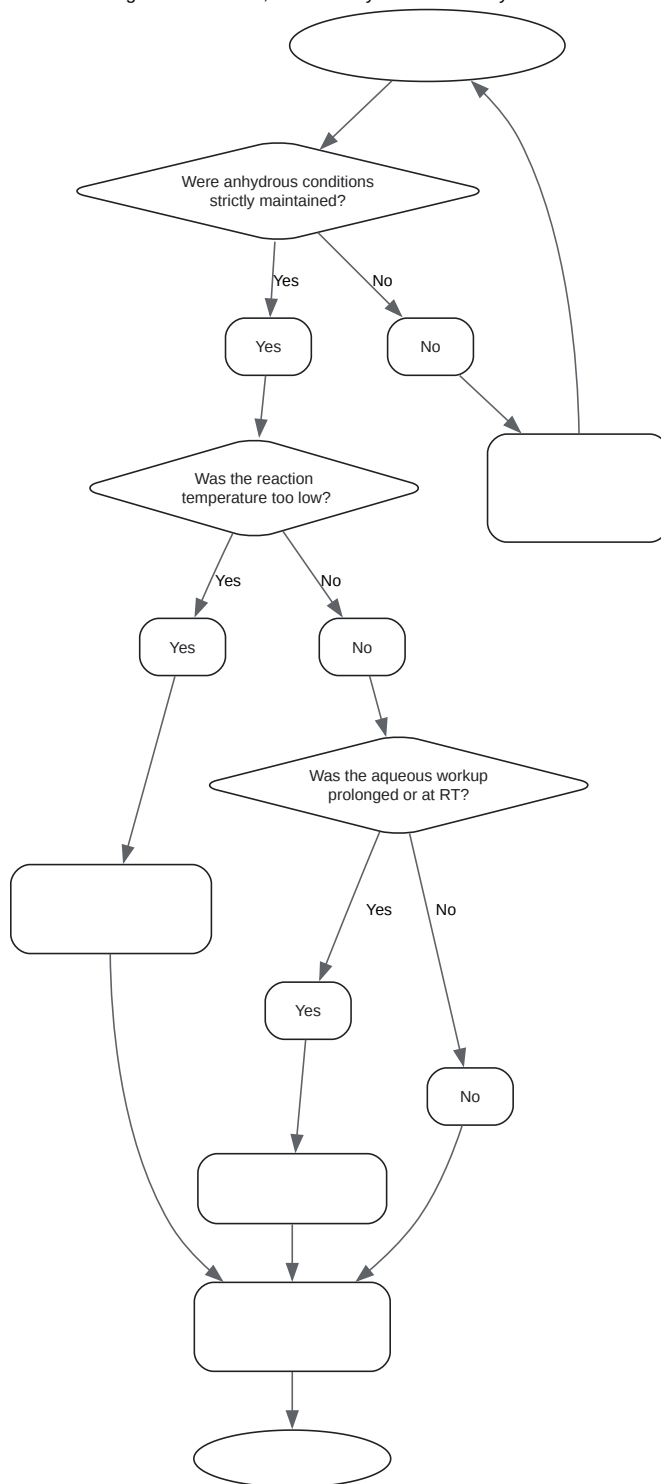 Were anhydrous conditions
strictly maintained?
Yes
No
Yes
No
Was the reaction
temperature too low?
Yes
No
Yes
No
Was the aqueous workup
prolonged or at RT?
Yes
No
Yes
No